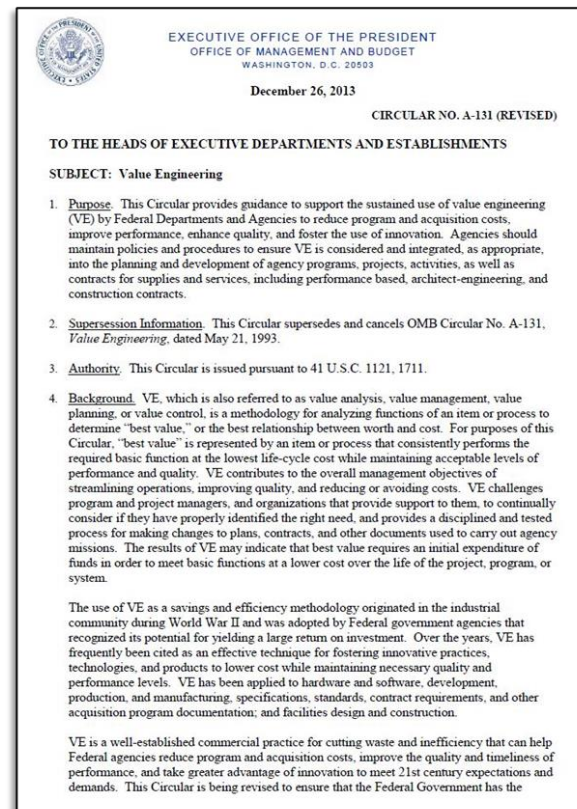 EXECUTIVE OFFICE OF THE PRESIDENT
OFFICE OF MANAGEMENT AND BUDGET
WASHINGTON, D.C. 20503
December 26, 2013
CIRCULAR NO. A-131 (REVISED)
TO THE HEADS OF EXECUTIVE DEPARTMENTS AND ESTABLISHMENTS
SUBJECT: Value Engineering
1. Purpose. This Circular provides guidance to support the sustained use of value engineering
(VE) by Federal Departments and Agencies to reduce program and acquisition costs,
improve performance, enhance quality, and foster the use of innovation. Agencies should
maintain policies and procedures to ensure VE is considered and integrated, as appropriate,
into the planning and development of agency programs, projects, activities, as well as
contracts for supplies and services, including performance based, architect-engineering, and
construction contracts.
2. Supersession Information. This Circular supersedes and cancels OMB Circular No. A-131,
Value Engineering, dated May 21, 1993.
3. Authority. This Circular is issued pursuant to 41 U.S.C. 1121, 1711.
4. Background. VE, which is also referred to as value analysis, value management, value
planning, or value control, is a methodology for analyzing functions of an item or process to
determine “best value,” or the best relationship between worth and cost. For purposes of this
Circular, “best value” is represented by an item or process that consistently performs the
required basic function at the lowest life-cycle cost while maintaining acceptable levels of
performance and quality. VE contributes to the overall management objectives of
streamlining operations, improving quality, and reducing or avoiding costs. VE challenges
program and project managers, and organizations that provide support to them, to continually
consider if they have properly identified the right need, and provides a disciplined and tested
process for making changes to plans, contracts, and other documents used to carry out agency
missions. The results of VE may indicate that best value requires an initial expenditure of
funds in order to meet basic functions at a lower cost over the life of the project, program, or
system.
The use of VE as a savings and efficiency methodology originated in the industrial
community during World War II and was adopted by Federal government agencies that
recognized its potential for yielding a large return on investment. Over the years, VE has
frequently been cited as an effective technique for fostering innovative practices,
technologies, and products to lower cost while maintaining necessary quality and
performance levels. VE has been applied to hardware and software, development,
production, and manufacturing, specifications, standards, contract requirements, and other
acquisition program documentation; and facilities design and construction.
VE is a well-established commercial practice for cutting waste and inefficiency that can help
Federal agencies reduce program and acquisition costs, improve the quality and timeliness of
performance, and take greater advantage of innovation to meet 21st century expectations and
demands. This Circular is being revised to ensure that the Federal Government has the